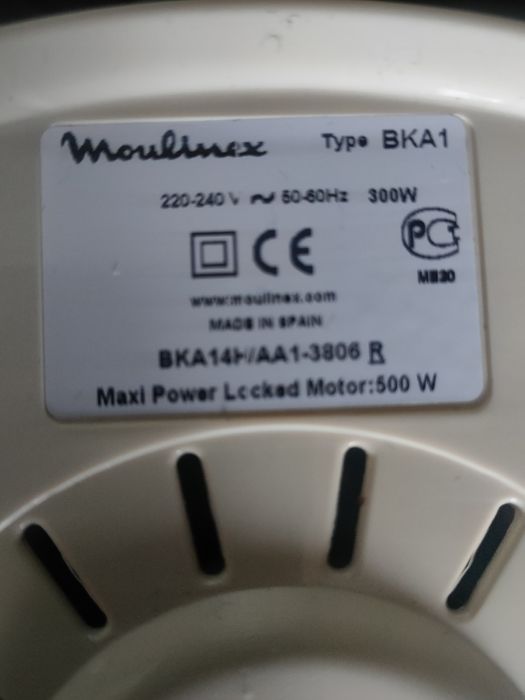 Moulinex Type BKA1
220-240 V ~ 50-60Hz 300W
CE PCT
MB30
www.moulinex.com
MADE IN SPAIN
BKA14H/AA1-3806 R
Maxi Power Locked Motor:500 W